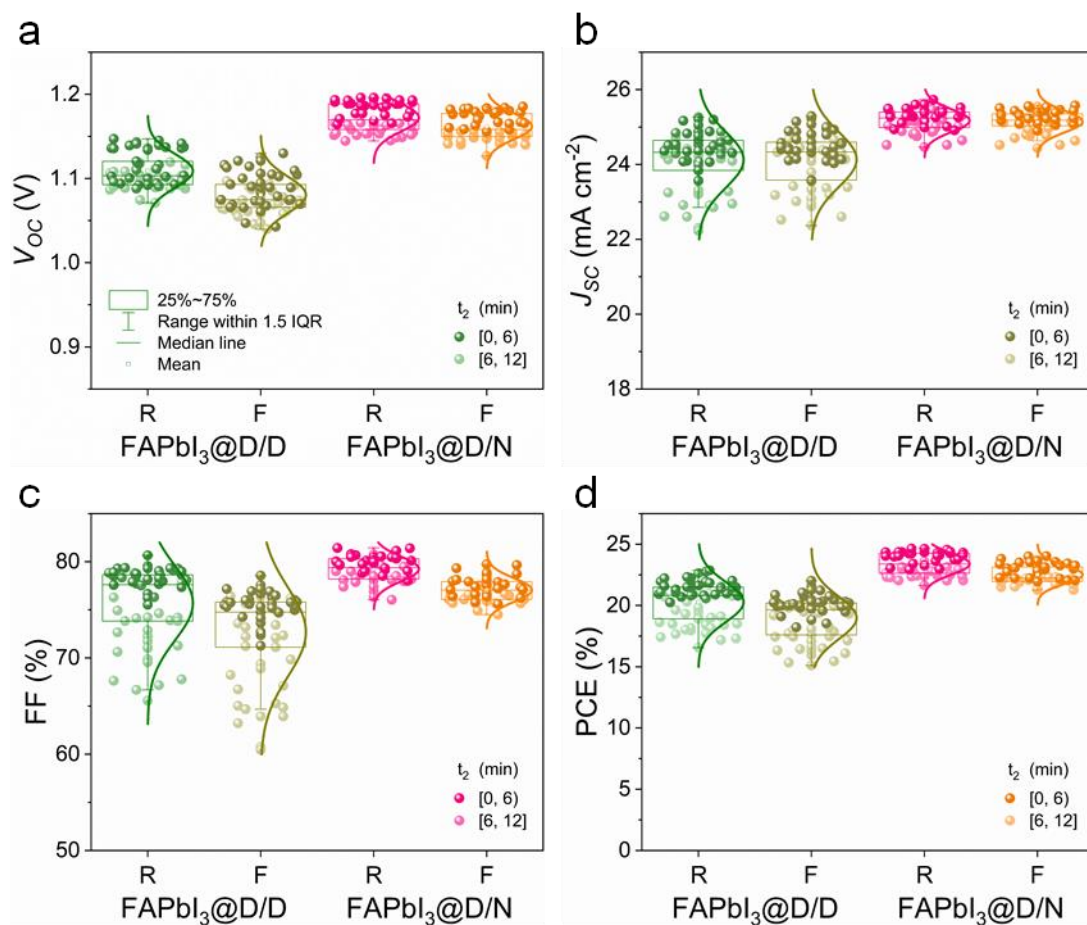 a
V_OC (V)
1.2
1.1
1.0
0.9
25%~75%
Range within 1.5 IQR
Median line
Mean
t₂ (min)
[0, 6)
[6, 12]
R F R F
FAPbI₃@D/D FAPbI₃@D/N
b
J_SC (mA cm⁻²)
26
24
22
20
18
t₂ (min)
[0, 6)
[6, 12]
R F R F
FAPbI₃@D/D FAPbI₃@D/N
c
FF (%)
80
70
60
50
t₂ (min)
[0, 6)
[6, 12]
R F R F
FAPbI₃@D/D FAPbI₃@D/N
d
PCE (%)
25
20
15
10
5
0
t₂ (min)
[0, 6)
[6, 12]
R F R F
FAPbI₃@D/D FAPbI₃@D/N